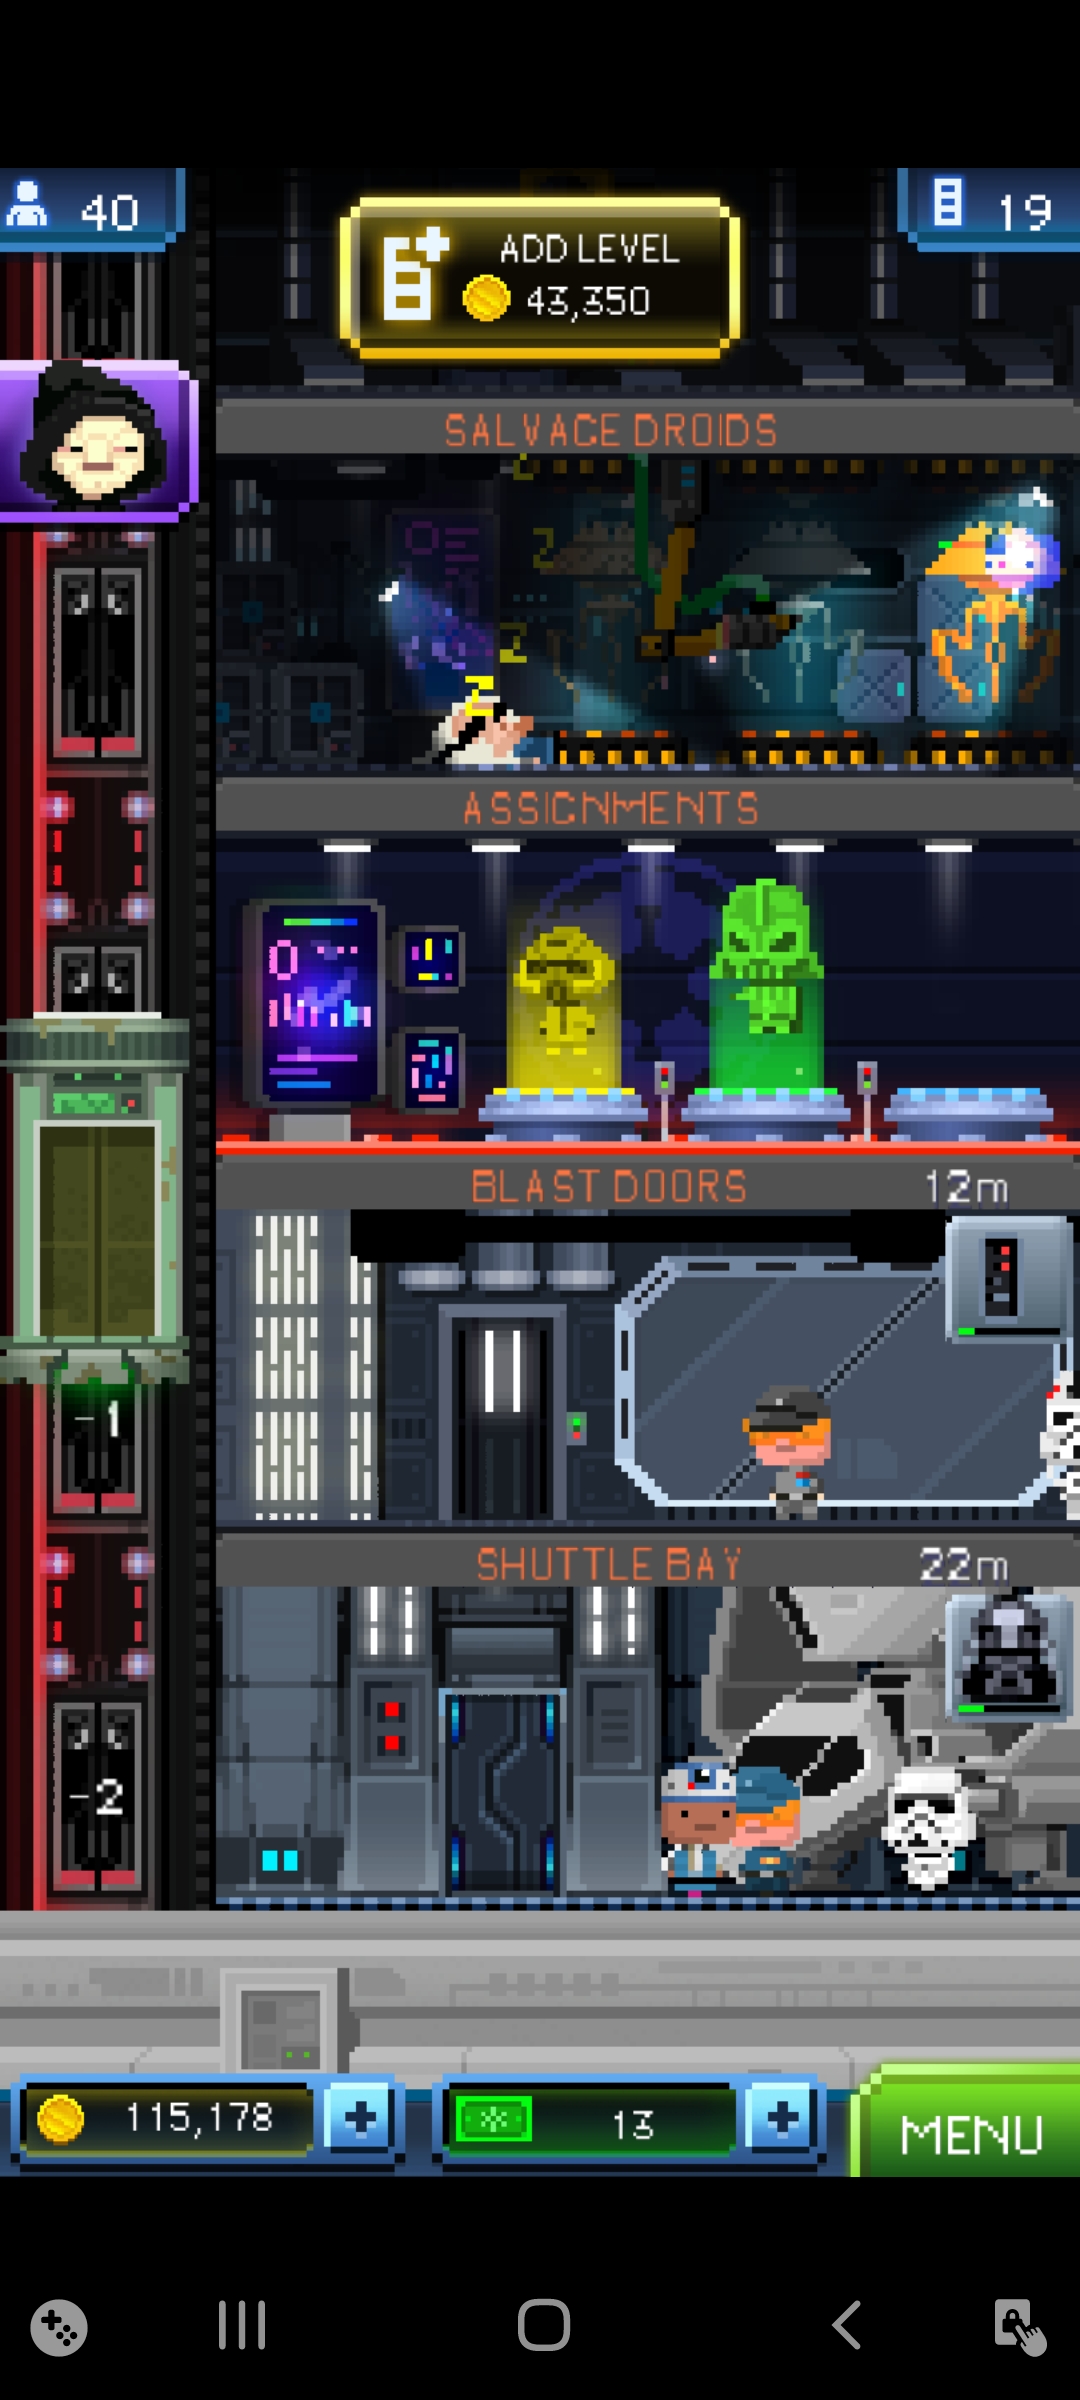 40
ADD LEVEL
43,350
19
SALVAGE DROIDS
ASSIGNMENTS
BLAST DOORS
12m
-1
SHUTTLE BAY
22m
-2
115,178
13
MENU